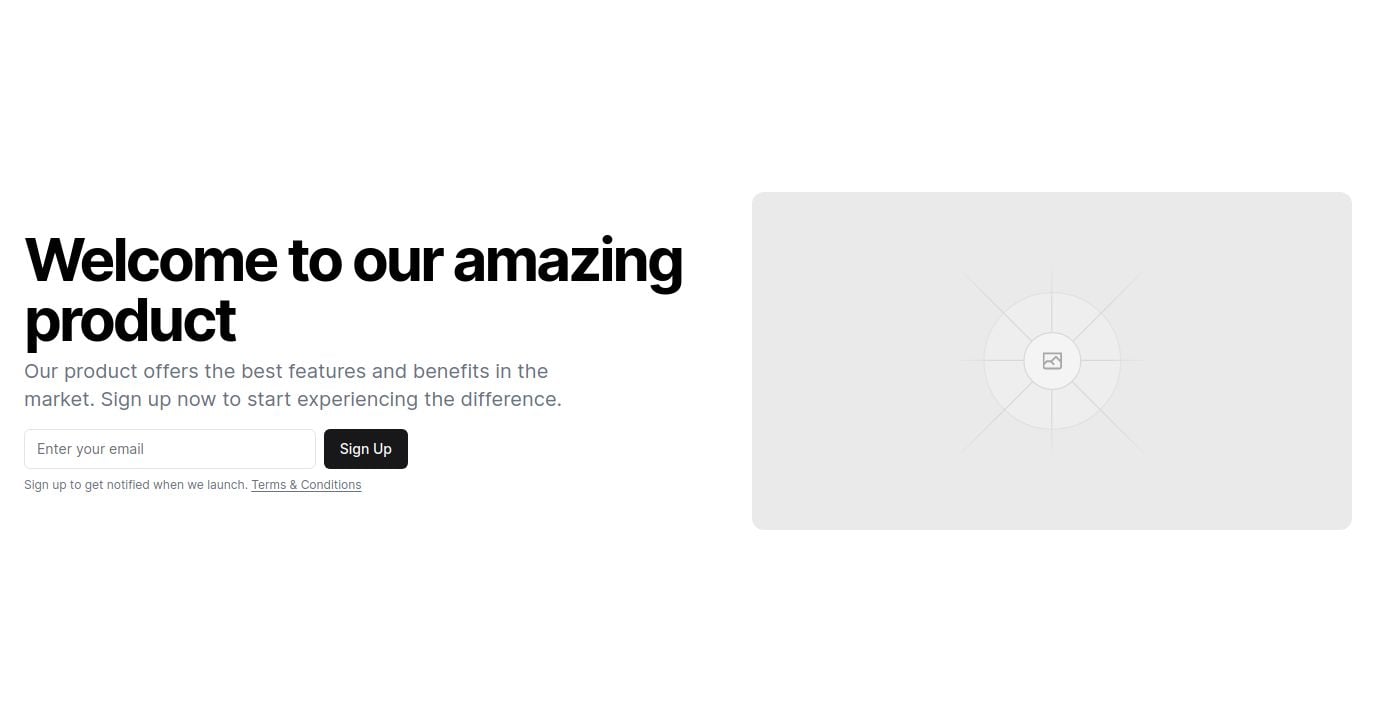 Welcome to our amazing
product
Our product offers the best features and benefits in the
market. Sign up now to start experiencing the difference.
Enter your email
Sign Up
Sign up to get notified when we launch. Terms & Conditions